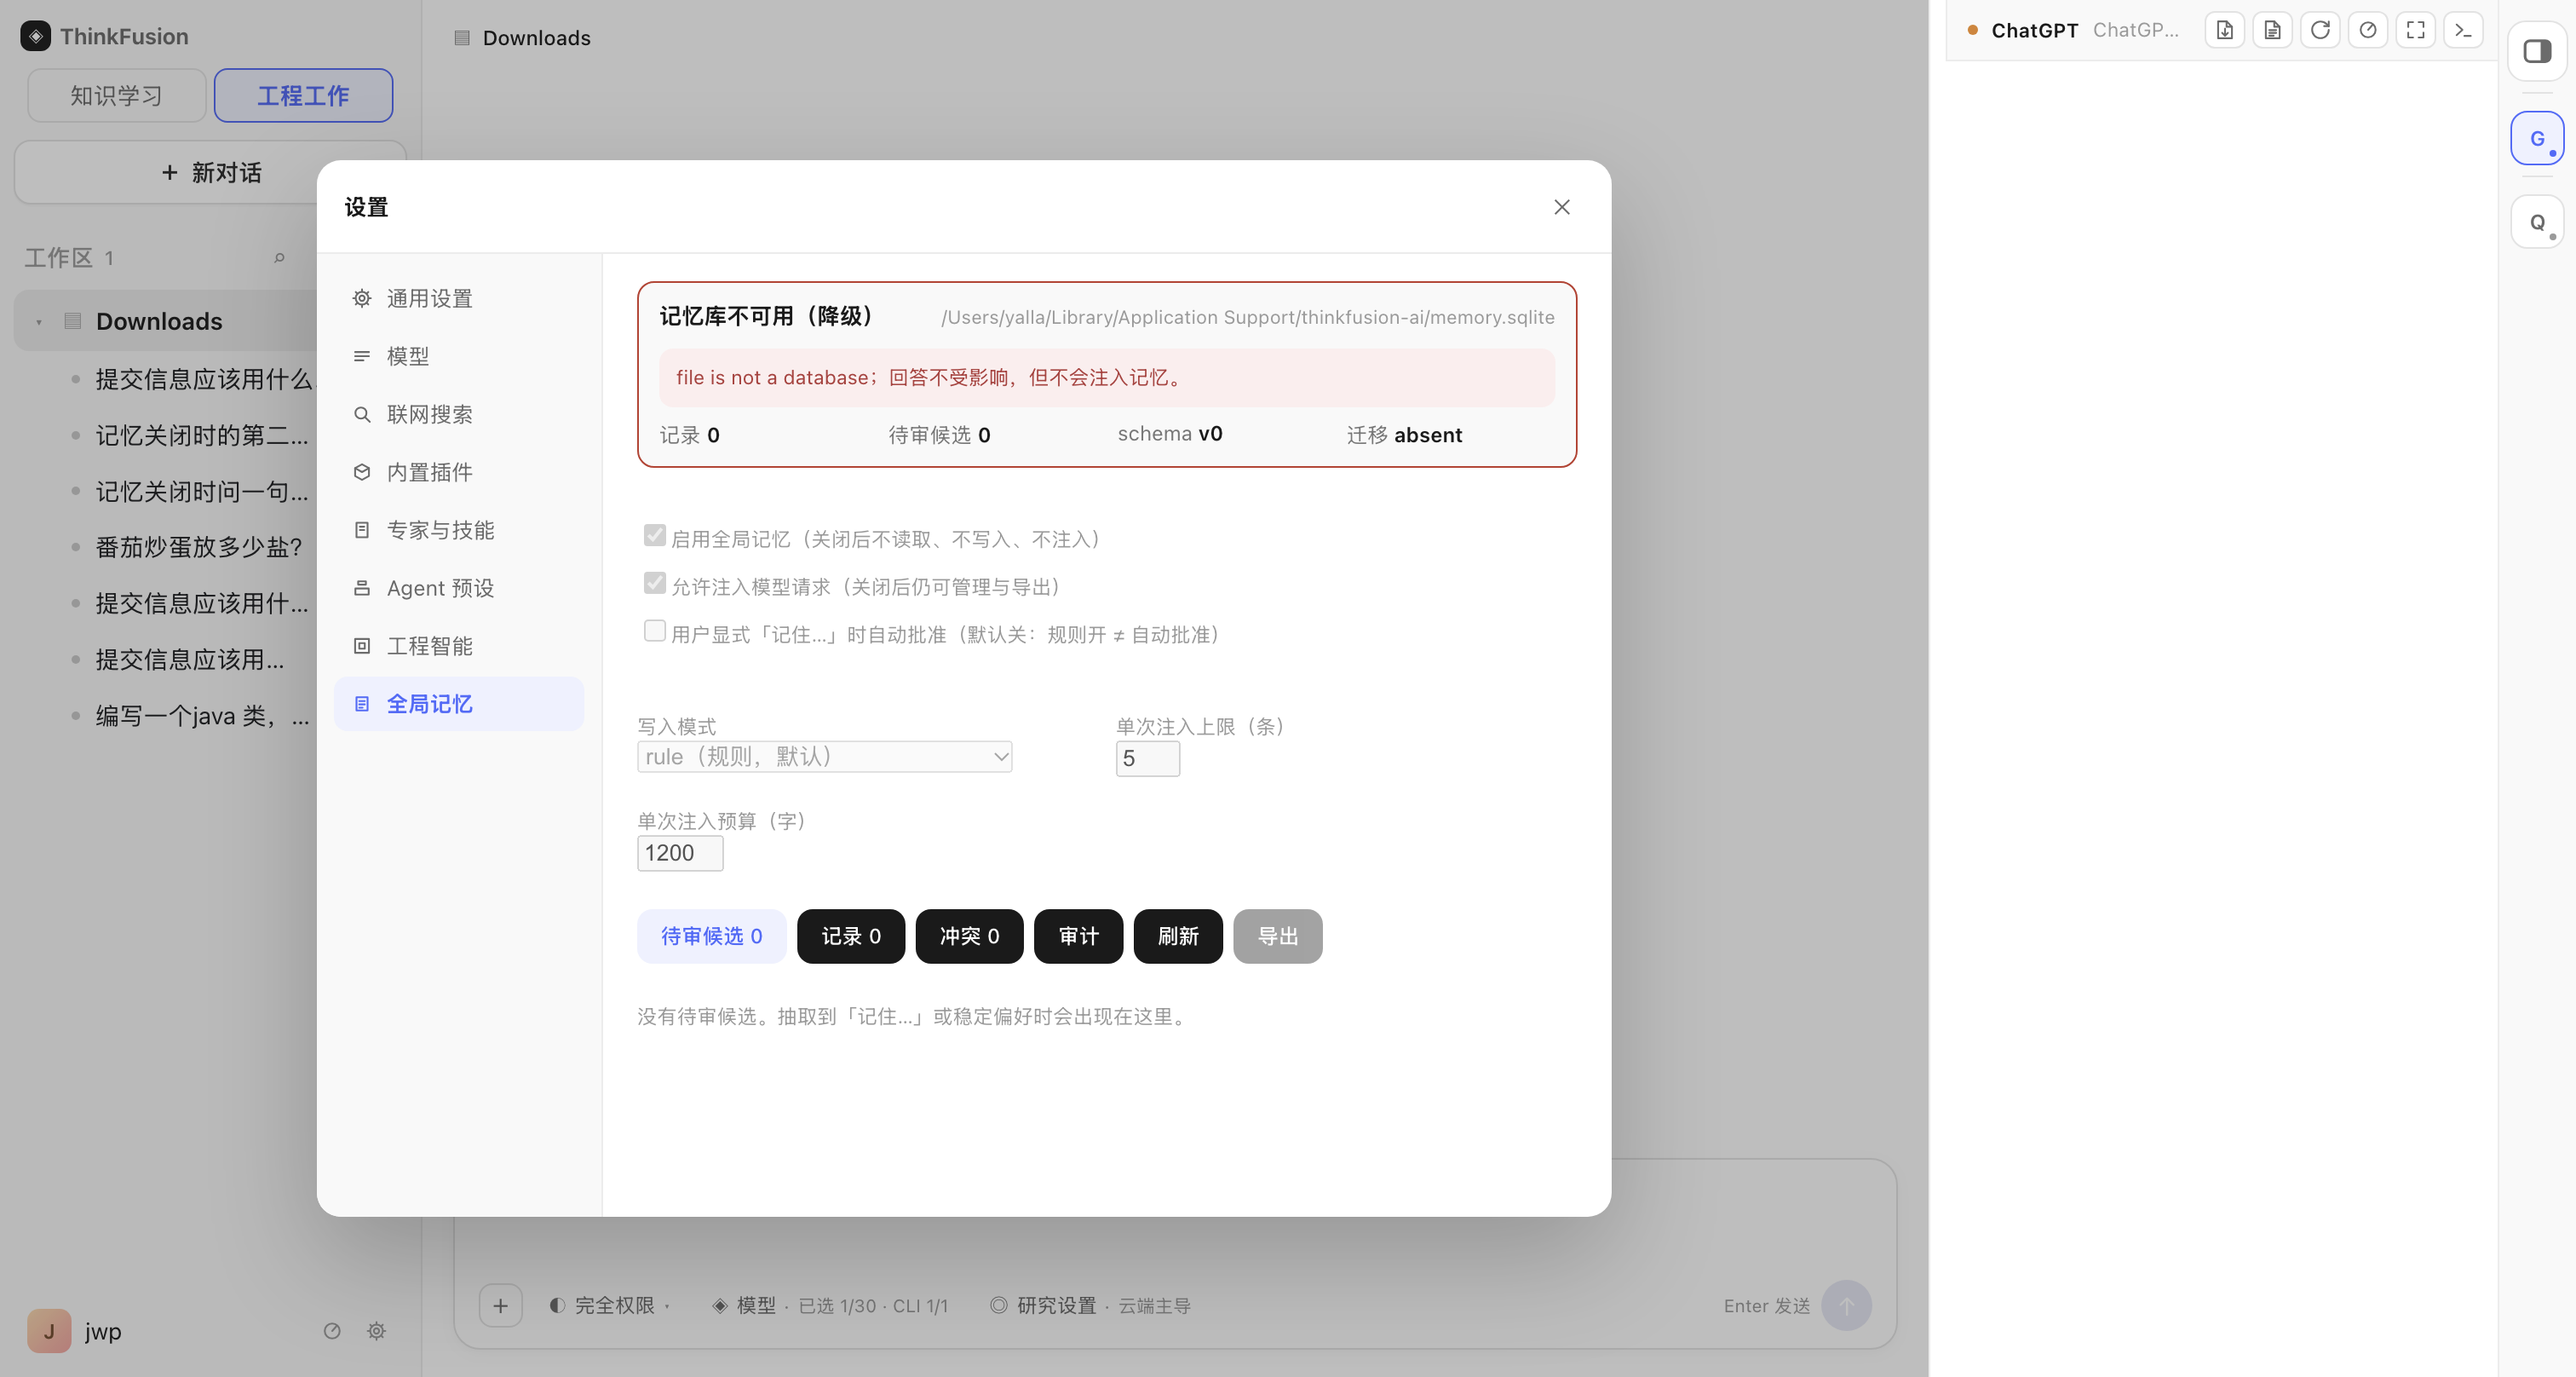 ThinkFusion
知识学习
工程工作
+ 新对话
工作区 1
Downloads
提交信息应该用什么
记忆关闭时的第二...
记忆关闭时问一句...
番茄炒蛋放多少盐?
提交信息应该用什...
提交信息应该用...
编写一个java 类，...
J jwp
Downloads
设置
通用设置
模型
联网搜索
内置插件
专家与技能
Agent 预设
工程智能
全局记忆
记忆库不可用（降级） /Users/yalla/Library/Application Support/thinkfusion-ai/memory.sqlite
file is not a database；回答不受影响，但不会注入记忆。
记录 0 待审候选 0 schema v0 迁移 absent
启用全局记忆（关闭后不读取、不写入、不注入）
允许注入模型请求（关闭后仍可管理与导出）
用户显式「记住...」时自动批准（默认关：规则开 ≠ 自动批准）
写入模式 单次注入上限（条）
rule（规则，默认） 5
单次注入预算（字）
1200
待审候选 0 记录 0 冲突 0 审计 刷新 导出
没有待审候选。抽取到「记住...」或稳定偏好时会出现在这里。
+ 完全权限 · 模型 · 已选 1/30 · CLI 1/1 研究设置 · 云端主导 Enter 发送
ChatGPT ChatGP...
G
Q